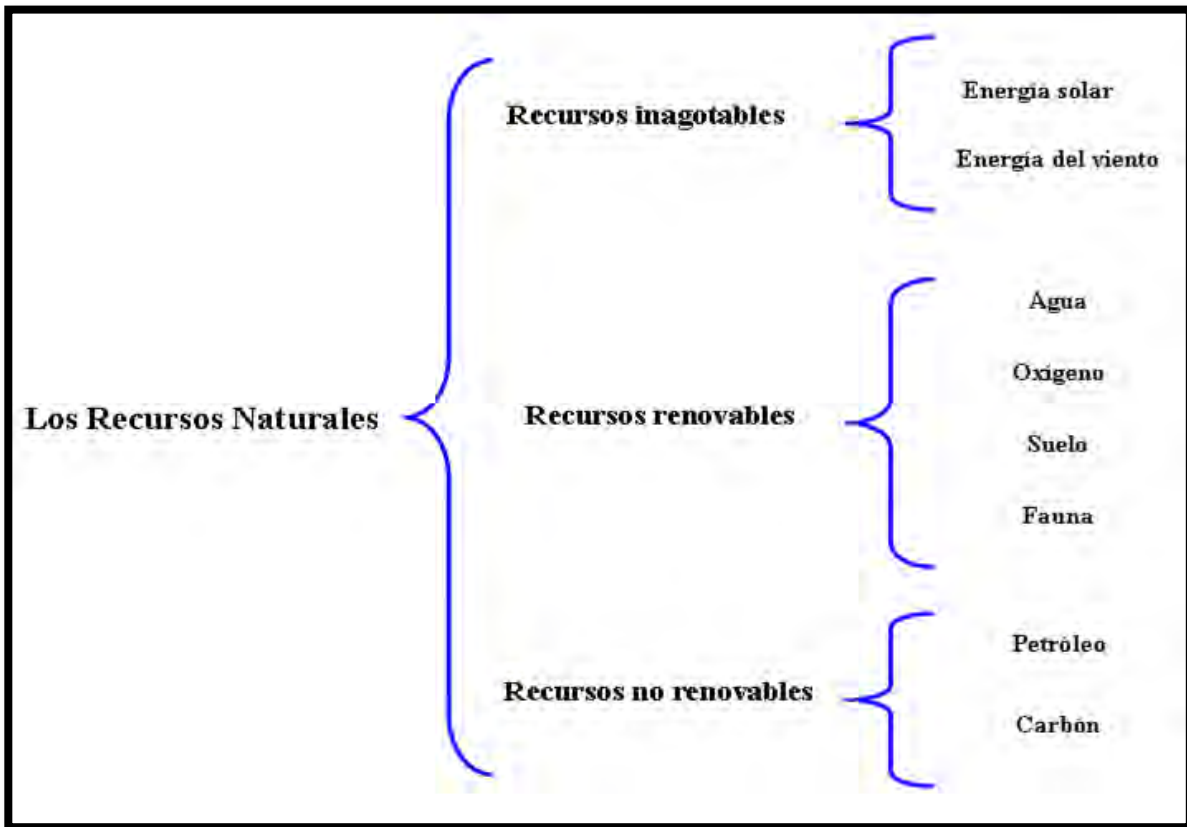 Recursos inagotables
Energía solar
Energía del viento
Los Recursos Naturales
Recursos renovables
Agua
Oxígeno
Suelo
Fauna
Recursos no renovables
Petróleo
Carbón